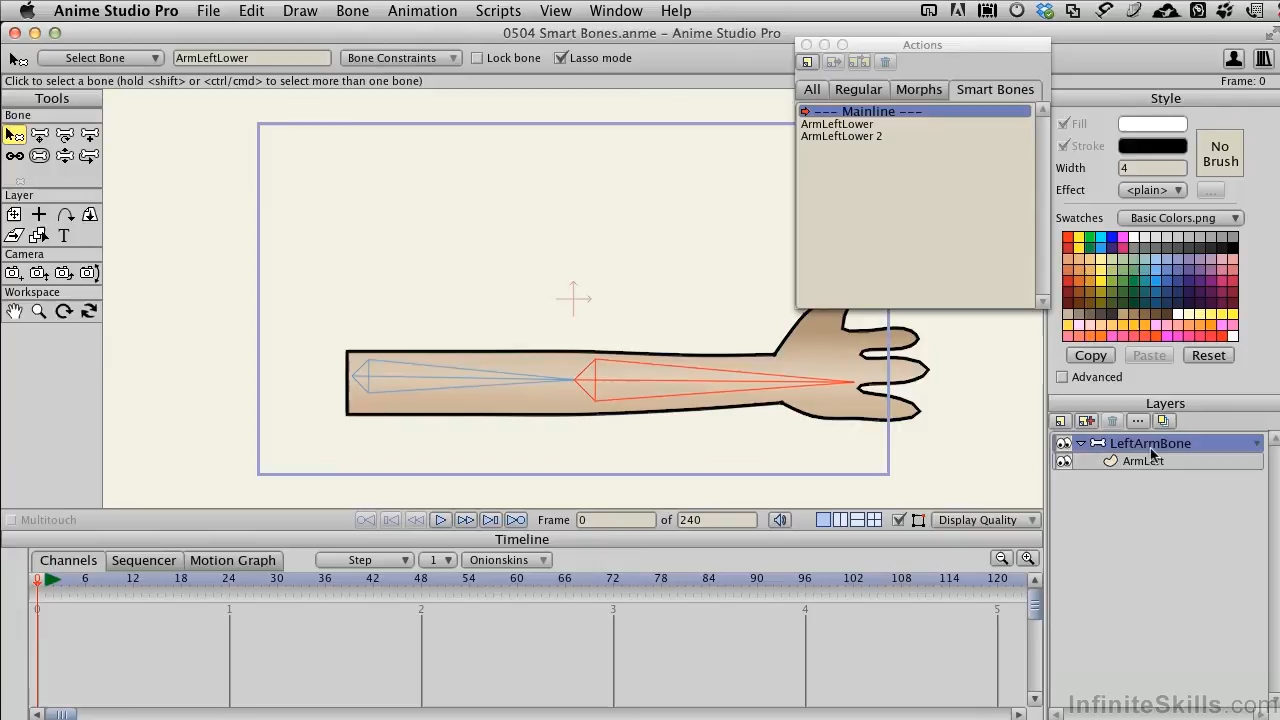 Anime Studio Pro File Edit Draw Bone Animation Scripts View Window Help
0504 Smart Bones.anme – Anime Studio Pro
Select Bone ArmLeftLower Bone Constraints Lock bone Lasso mode
Click to select a bone (hold <shift> or <ctrl/cmd> to select more than one bone)
Frame: 0
Tools
Bone
Layer
T
Camera
Workspace
Actions
All Regular Morphs Smart Bones
--- Mainline ---
ArmLeftLower
ArmLeftLower 2
Style
Fill
Stroke
No
Brush
Width 4
Effect <plain> ...
Swatches Basic Colors.png
Copy Paste Reset
Advanced
Layers
LeftArmBone
ArmLeft
Multitouch Frame 0 of 240 Display Quality
Timeline
Channels Sequencer Motion Graph Step 1 Onionskins
0 6 12 18 24 30 36 42 48 54 60 66 72 78 84 90 96 102 108 114 120
0 1 2 3 4 5
InfiniteSkills.com